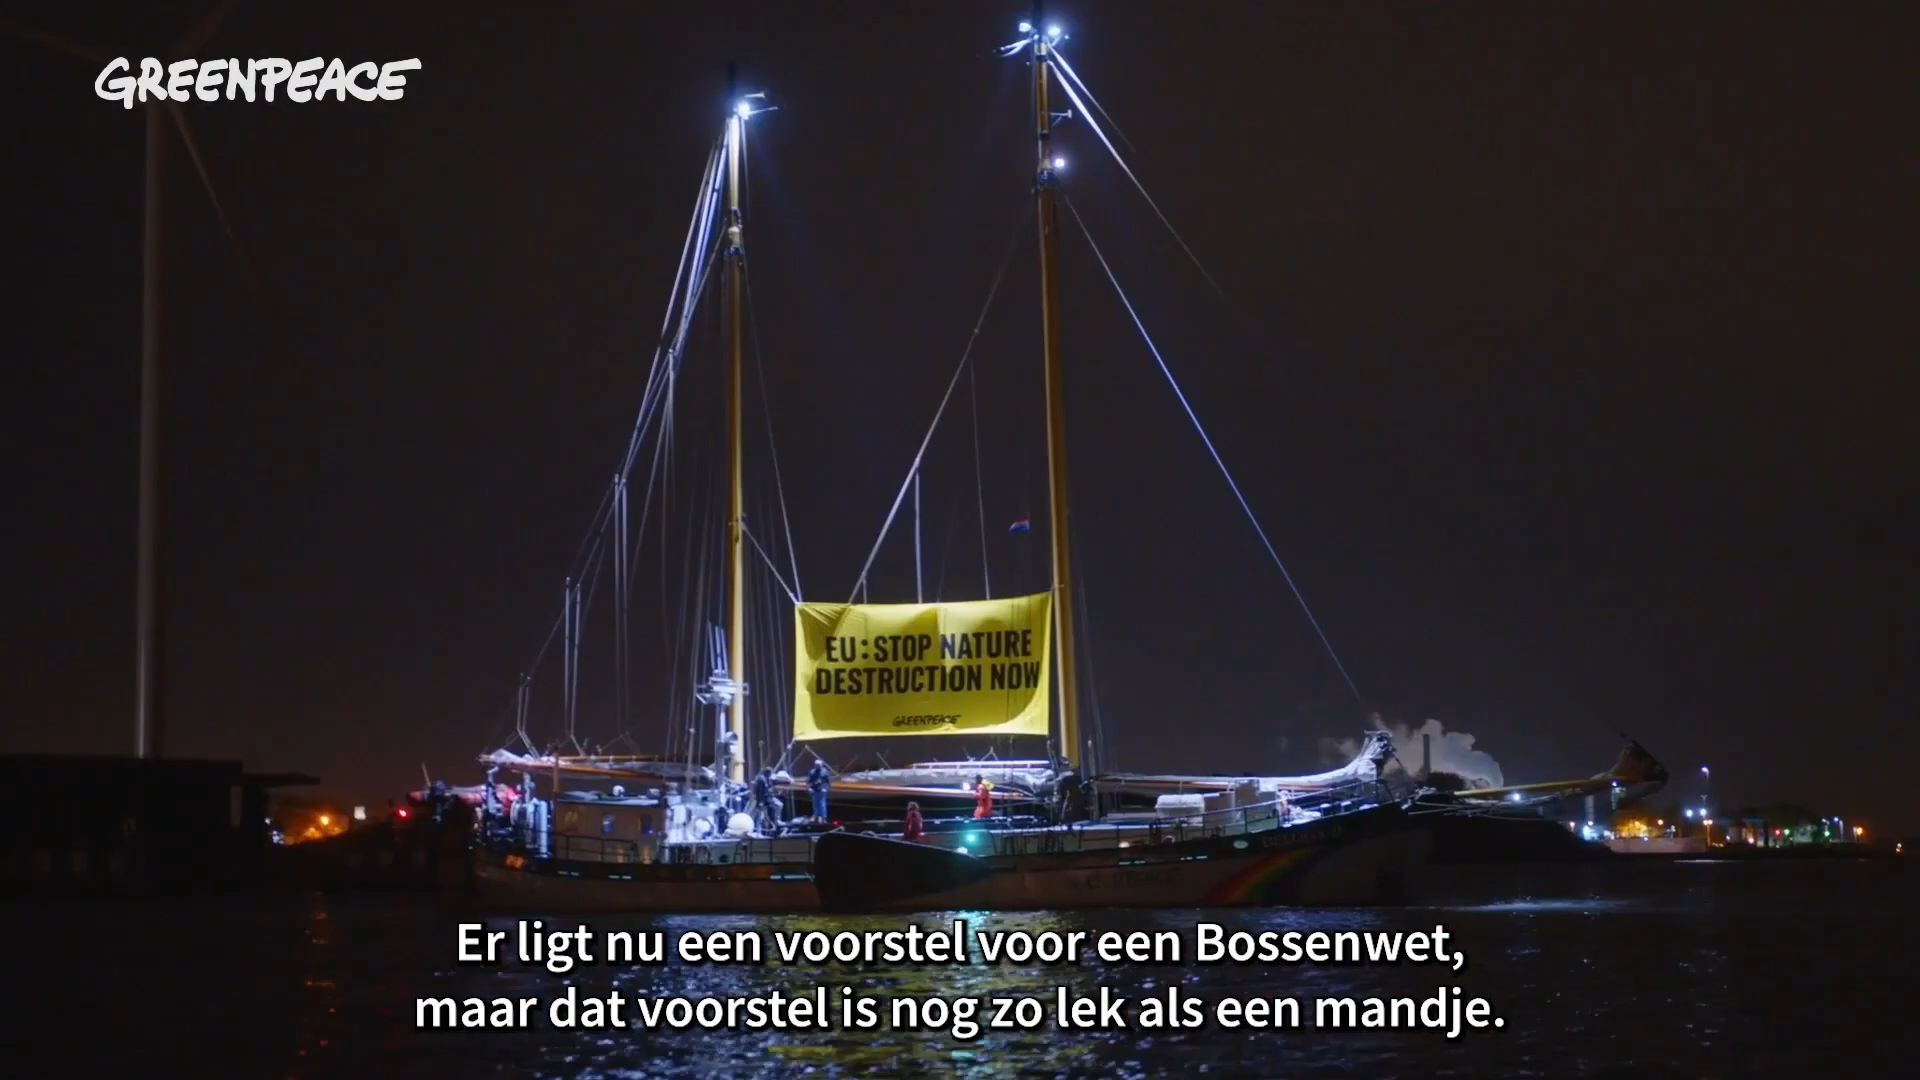 GREENPEACE
EU: STOP NATURE
DESTRUCTION NOW
GREENPEACE
Er ligt nu een voorstel voor een Bossenwet,
maar dat voorstel is nog zo lek als een mandje.